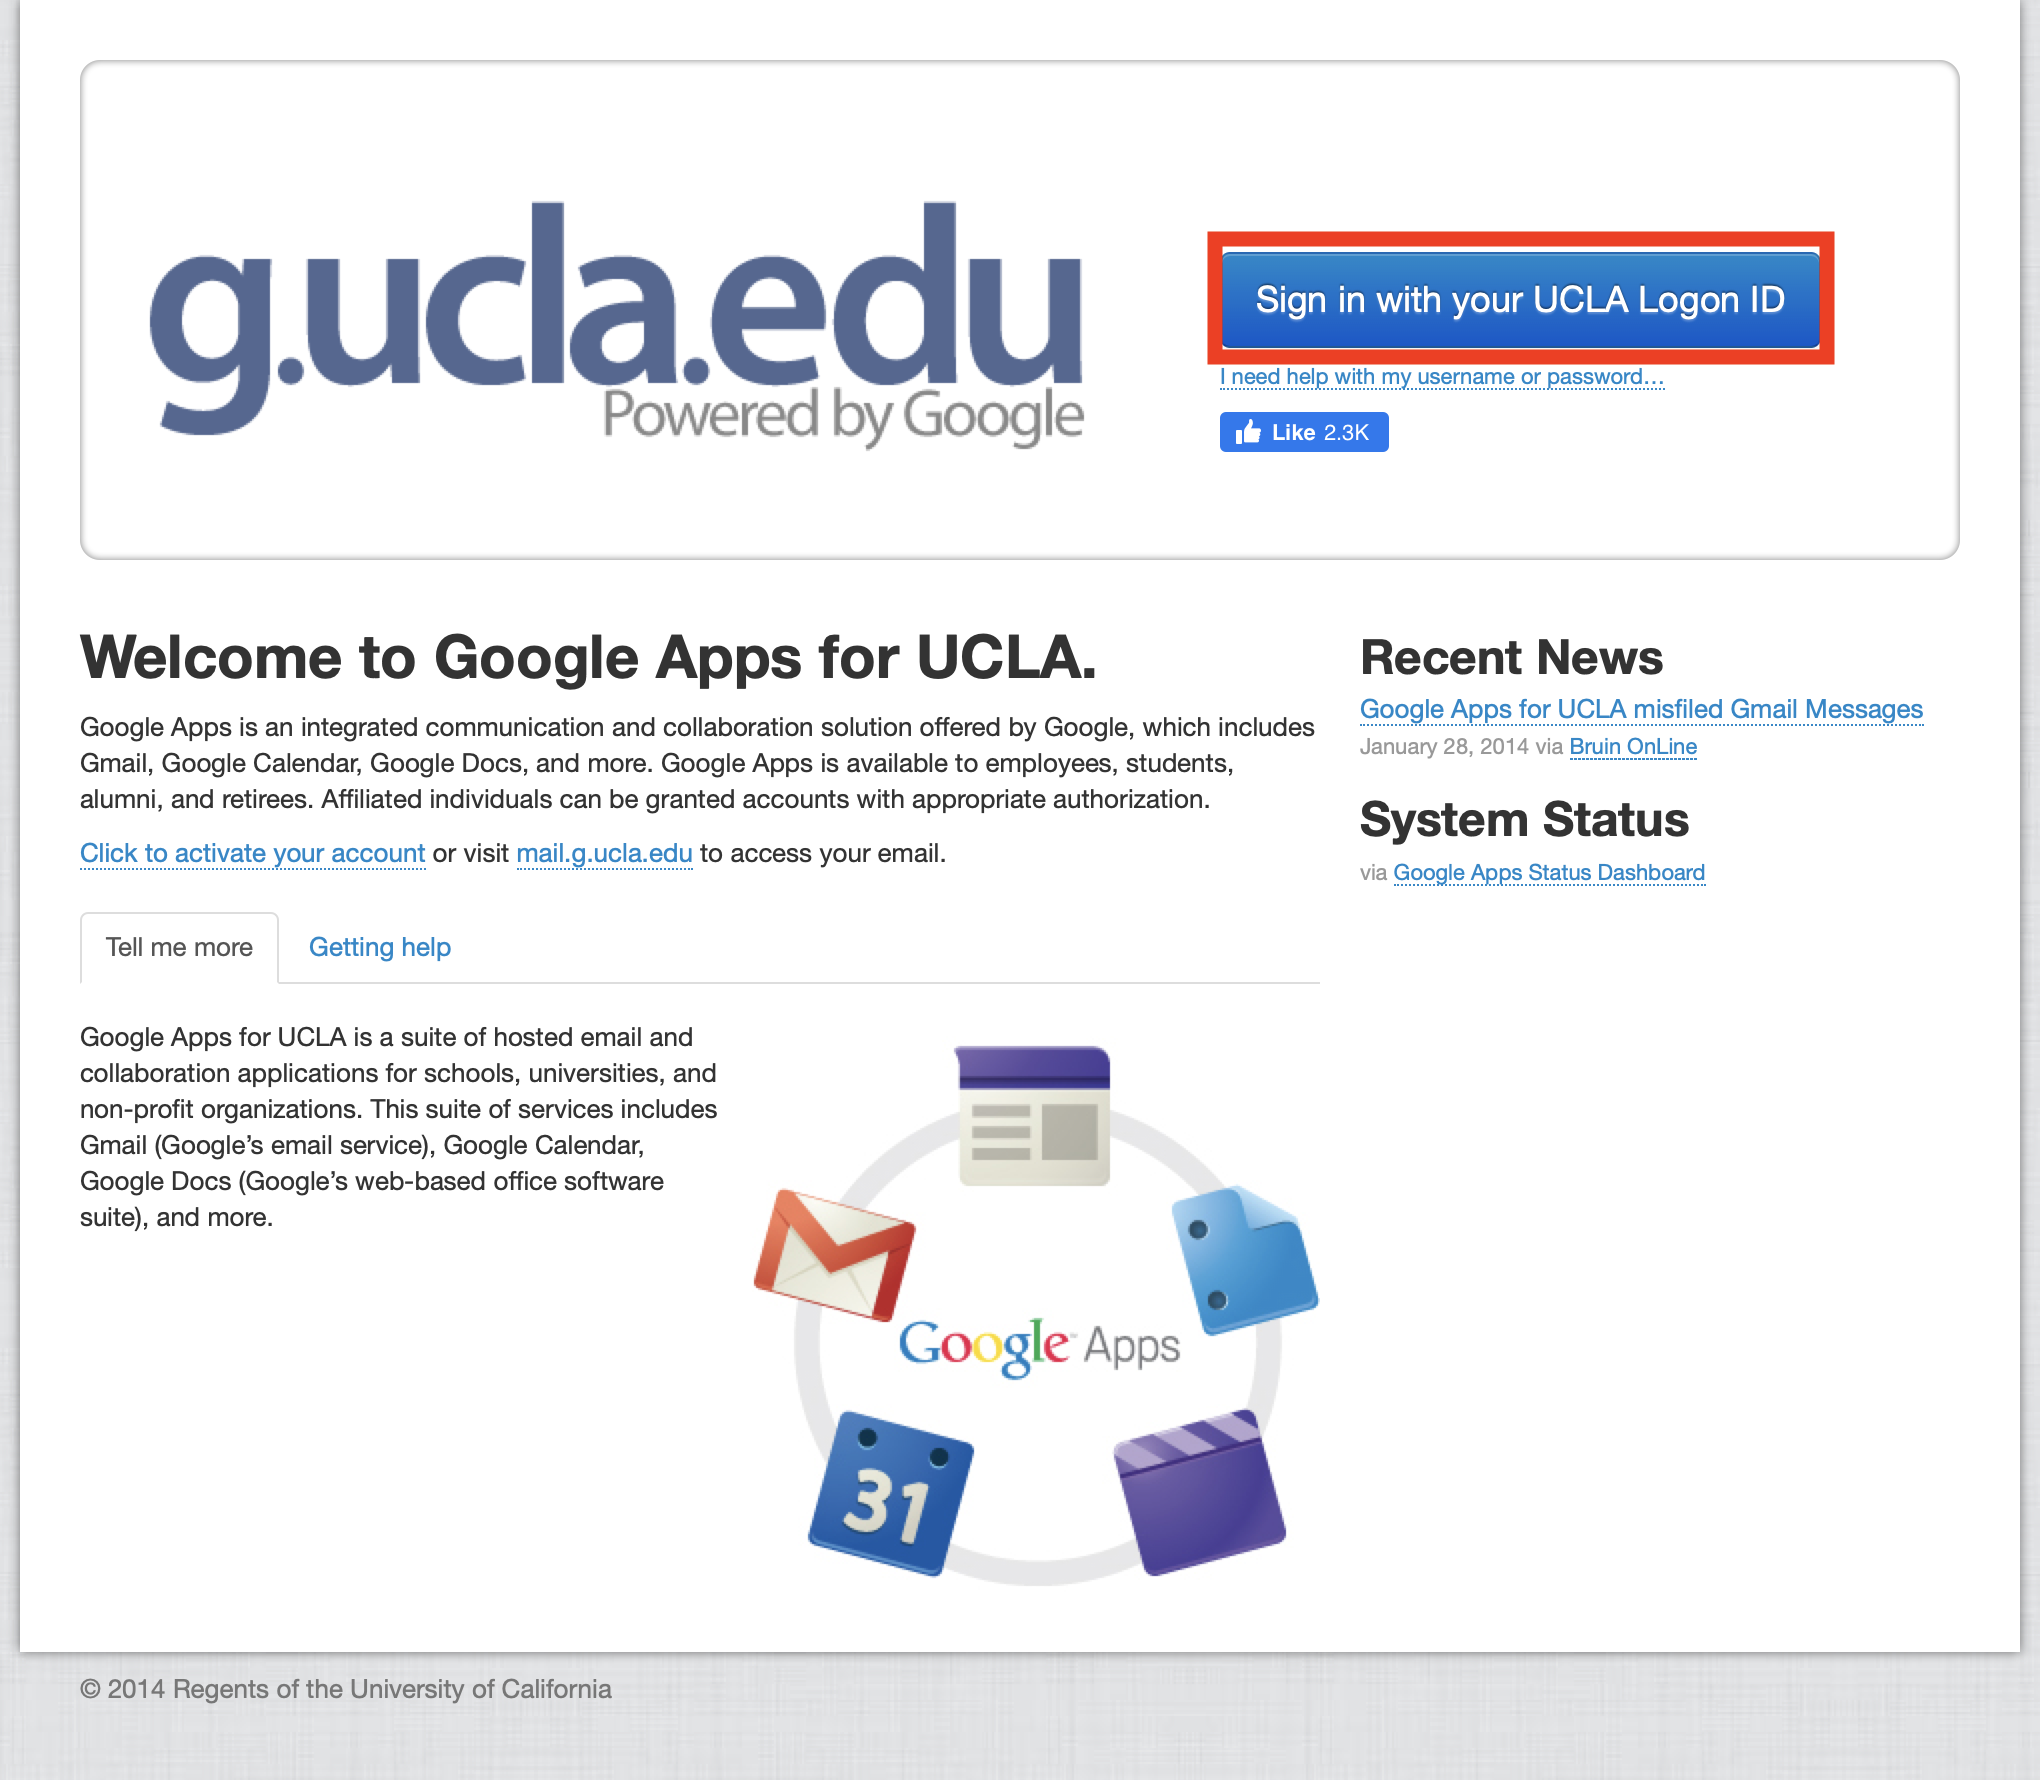 g.ucla.edu
Powered by Google
Sign in with your UCLA Logon ID
I need help with my username or password...
Like 2.3K
Welcome to Google Apps for UCLA.
Google Apps is an integrated communication and collaboration solution offered by Google, which includes
Gmail, Google Calendar, Google Docs, and more. Google Apps is available to employees, students,
alumni, and retirees. Affiliated individuals can be granted accounts with appropriate authorization.
Click to activate your account or visit mail.g.ucla.edu to access your email.
Recent News
Google Apps for UCLA misfiled Gmail Messages
January 28, 2014 via Bruin OnLine
System Status
via Google Apps Status Dashboard
Tell me more
Getting help
Google Apps for UCLA is a suite of hosted email and
collaboration applications for schools, universities, and
non-profit organizations. This suite of services includes
Gmail (Google’s email service), Google Calendar,
Google Docs (Google’s web-based office software
suite), and more.
Google™ Apps
31
© 2014 Regents of the University of California